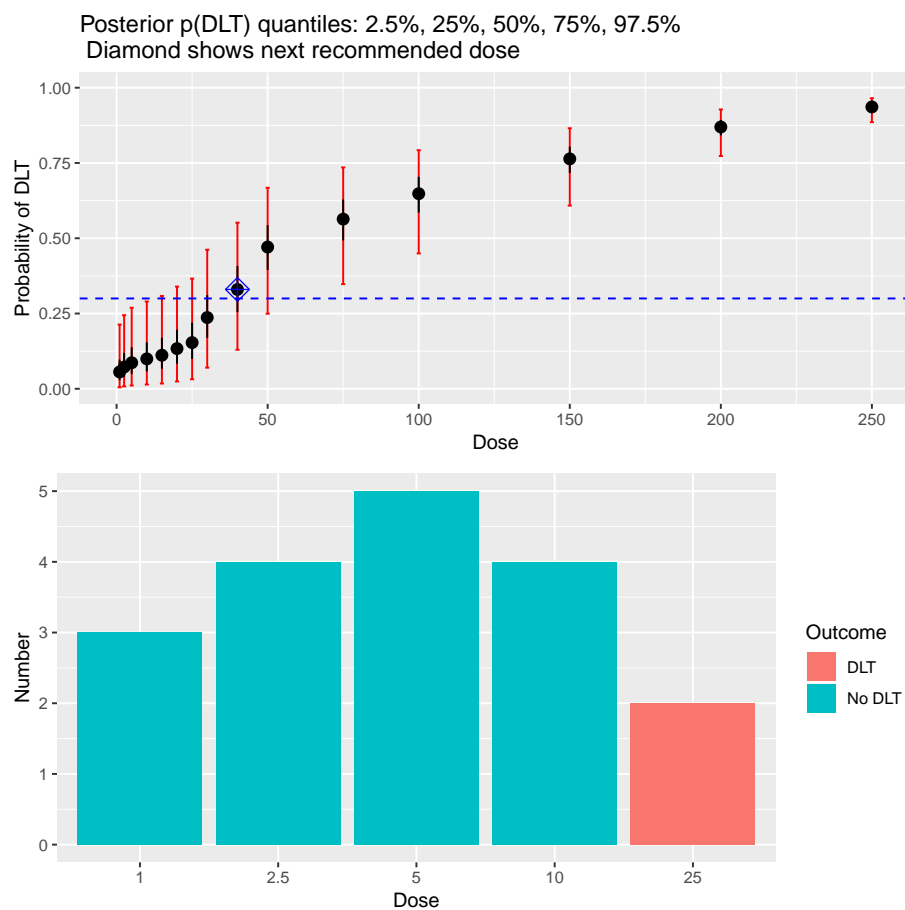 Posterior p(DLT) quantiles: 2.5%, 25%, 50%, 75%, 97.5%
Diamond shows next recommended dose
Probability of DLT
1.00
0.75
0.50
0.25
0.00
0 50 100 150 200 250
Dose
Number
5
4
3
2
1
0
1 2.5 5 10 25
Dose
Outcome
DLT
No DLT